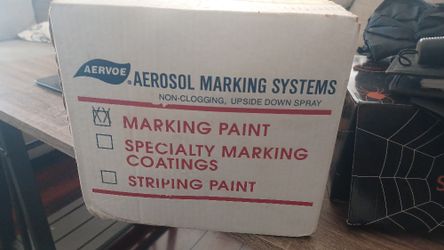 AERVOE®
AEROSOL MARKING SYSTEMS
NON-CLOGGING, UPSIDE DOWN SPRAY
MARKING PAINT
SPECIALTY MARKING
COATINGS
STRIPING PAINT